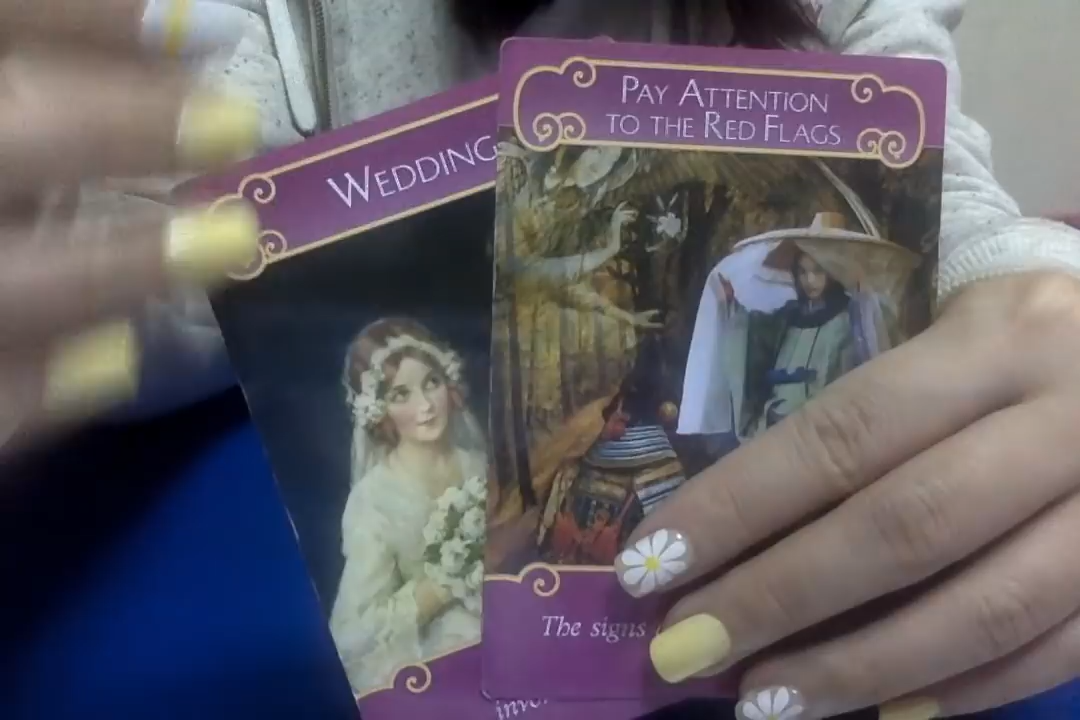 WEDDING
PAY ATTENTION
TO THE RED FLAGS
The signs